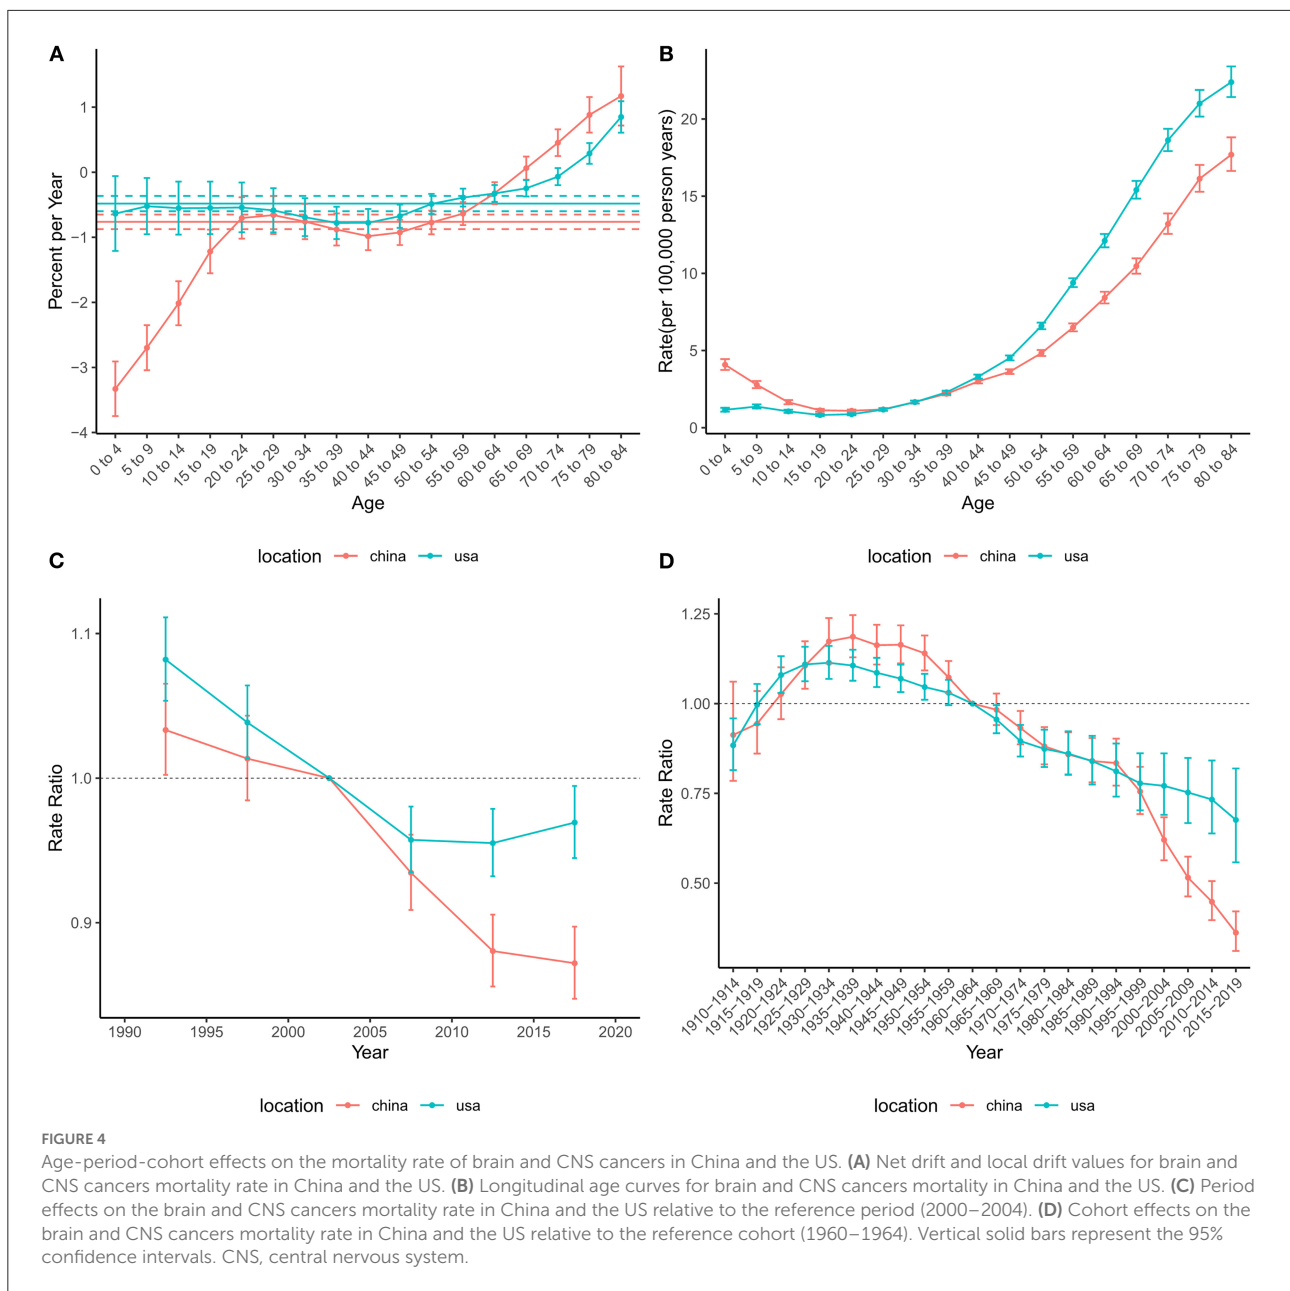 A
Percent per Year
1
0
−1
−2
−3
−4
0 to 4
5 to 9
10 to 14
15 to 19
20 to 24
25 to 29
30 to 34
35 to 39
40 to 44
45 to 49
50 to 54
55 to 59
60 to 64
65 to 69
70 to 74
75 to 79
80 to 84
Age
location china usa
B
Rate(per 100,000 person years)
20
15
10
5
0
0 to 4
5 to 9
10 to 14
15 to 19
20 to 24
25 to 29
30 to 34
35 to 39
40 to 44
45 to 49
50 to 54
55 to 59
60 to 64
65 to 69
70 to 74
75 to 79
80 to 84
Age
location china usa
C
Rate Ratio
1.1
1.0
0.9
1990 1995 2000 2005 2010 2015 2020
Year
location china usa
D
Rate Ratio
1.25
1.00
0.75
0.50
1910−1914
1915−1919
1920−1924
1925−1929
1930−1934
1935−1939
1940−1944
1945−1949
1950−1954
1955−1959
1960−1964
1965−1969
1970−1974
1975−1979
1980−1984
1985−1989
1990−1994
1995−1999
2000−2004
2005−2009
2010−2014
2015−2019
Year
location china usa
FIGURE 4
Age-period-cohort effects on the mortality rate of brain and CNS cancers in China and the US. (A) Net drift and local drift values for brain and
CNS cancers mortality rate in China and the US. (B) Longitudinal age curves for brain and CNS cancers mortality in China and the US. (C) Period
effects on the brain and CNS cancers mortality rate in China and the US relative to the reference period (2000–2004). (D) Cohort effects on the
brain and CNS cancers mortality rate in China and the US relative to the reference cohort (1960–1964). Vertical solid bars represent the 95%
confidence intervals. CNS, central nervous system.